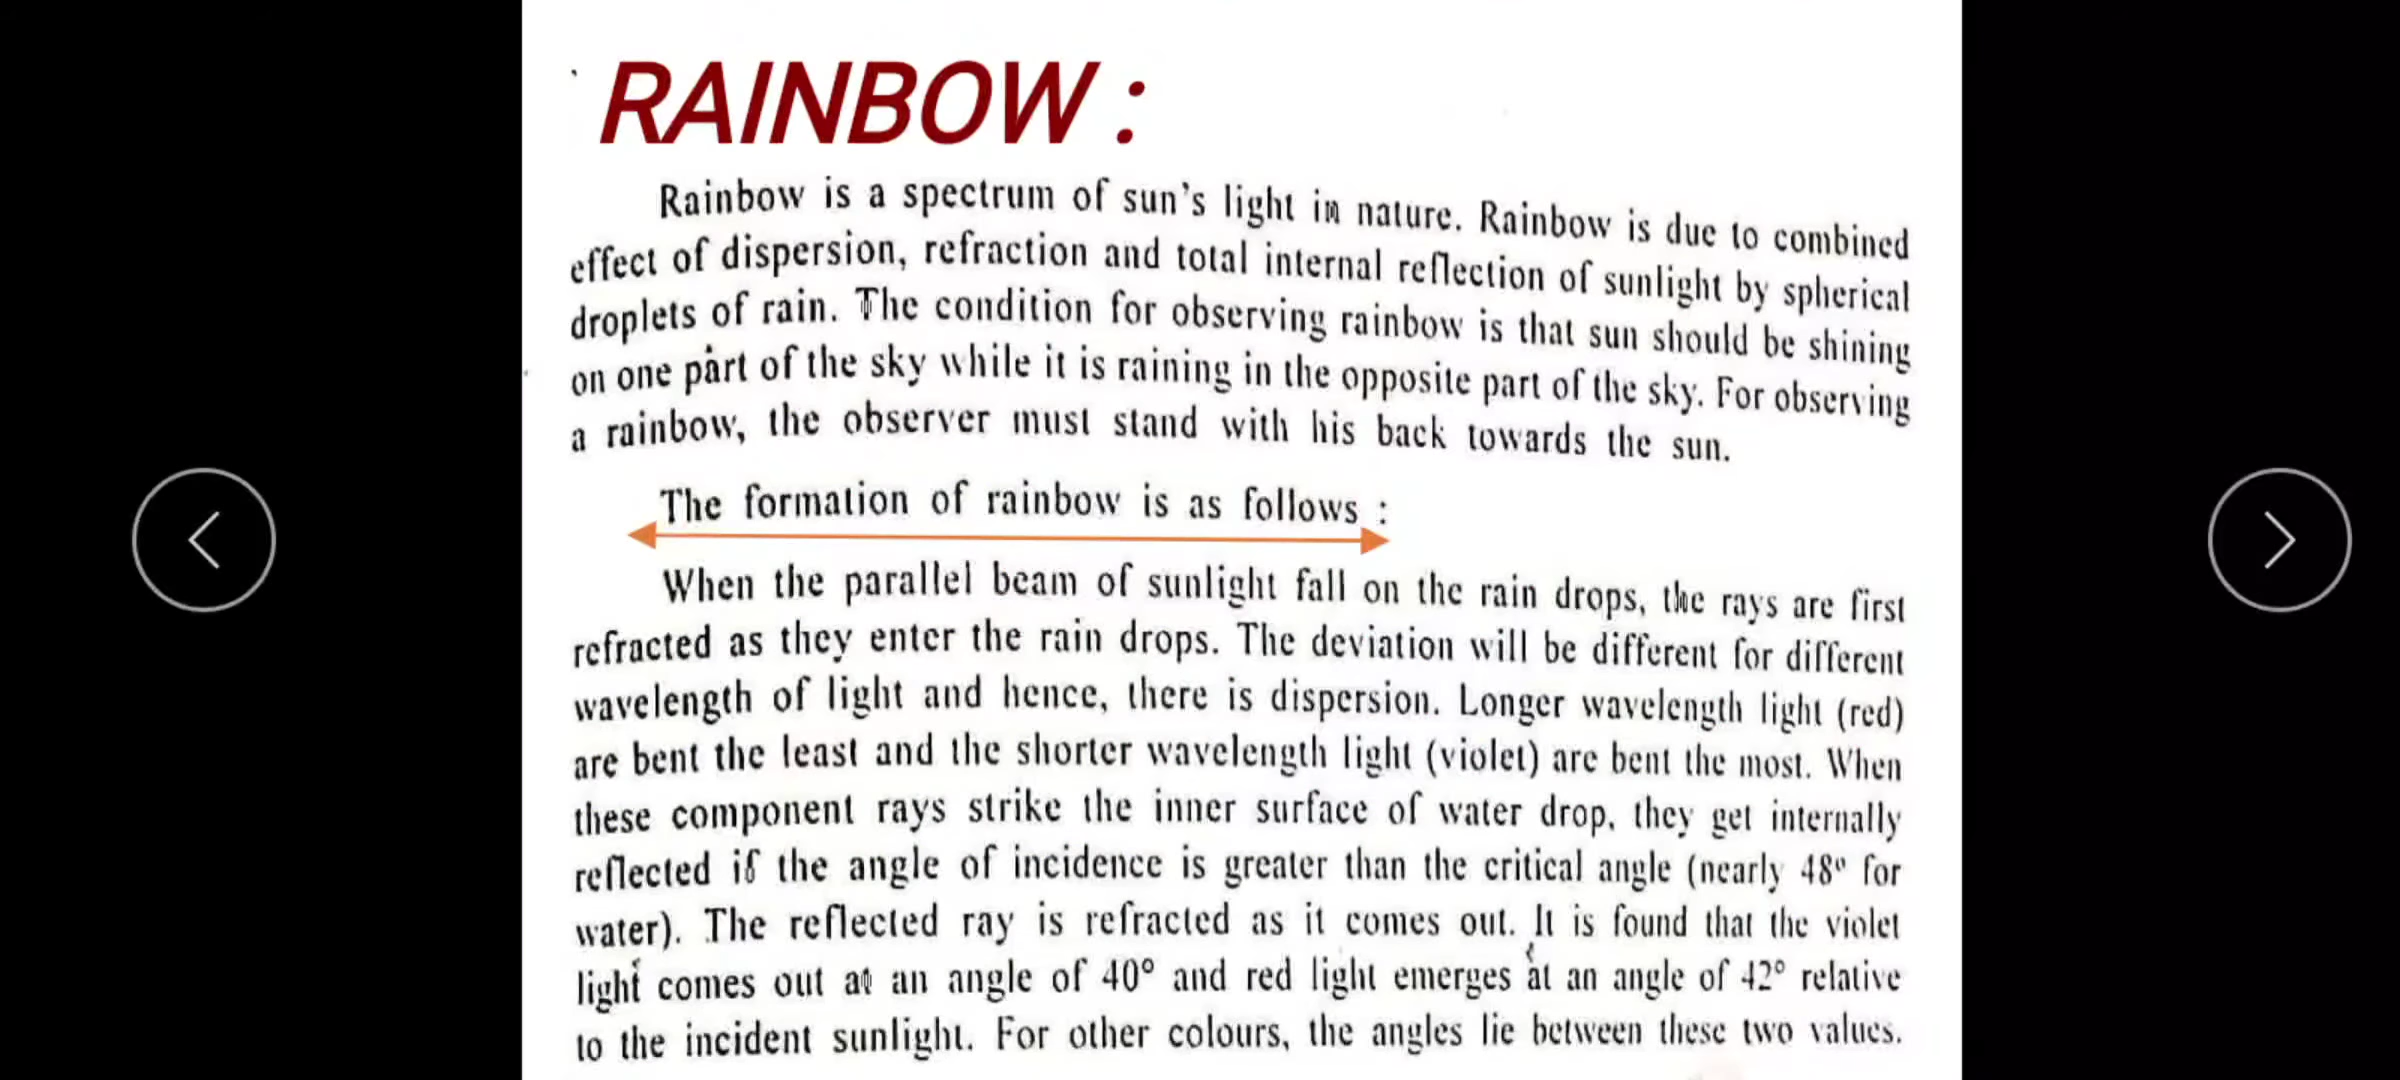 RAINBOW :
Rainbow is a spectrum of sun's light in nature. Rainbow is due to combined
effect of dispersion, refraction and total internal reflection of sunlight by spherical
droplets of rain. The condition for observing rainbow is that sun should be shining
on one part of the sky while it is raining in the opposite part of the sky. For observing
a rainbow, the observer must stand with his back towards the sun.
The formation of rainbow is as follows :
When the parallel beam of sunlight fall on the rain drops, the rays are first
refracted as they enter the rain drops. The deviation will be different for different
wavelength of light and hence, there is dispersion. Longer wavelength light (red)
are bent the least and the shorter wavelength light (violet) are bent the most. When
these component rays strike the inner surface of water drop, they get internally
reflected if the angle of incidence is greater than the critical angle (nearly 48° for
water). The reflected ray is refracted as it comes out. It is found that the violet
light comes out at an angle of 40° and red light emerges at an angle of 42° relative
to the incident sunlight. For other colours, the angles lie between these two values.